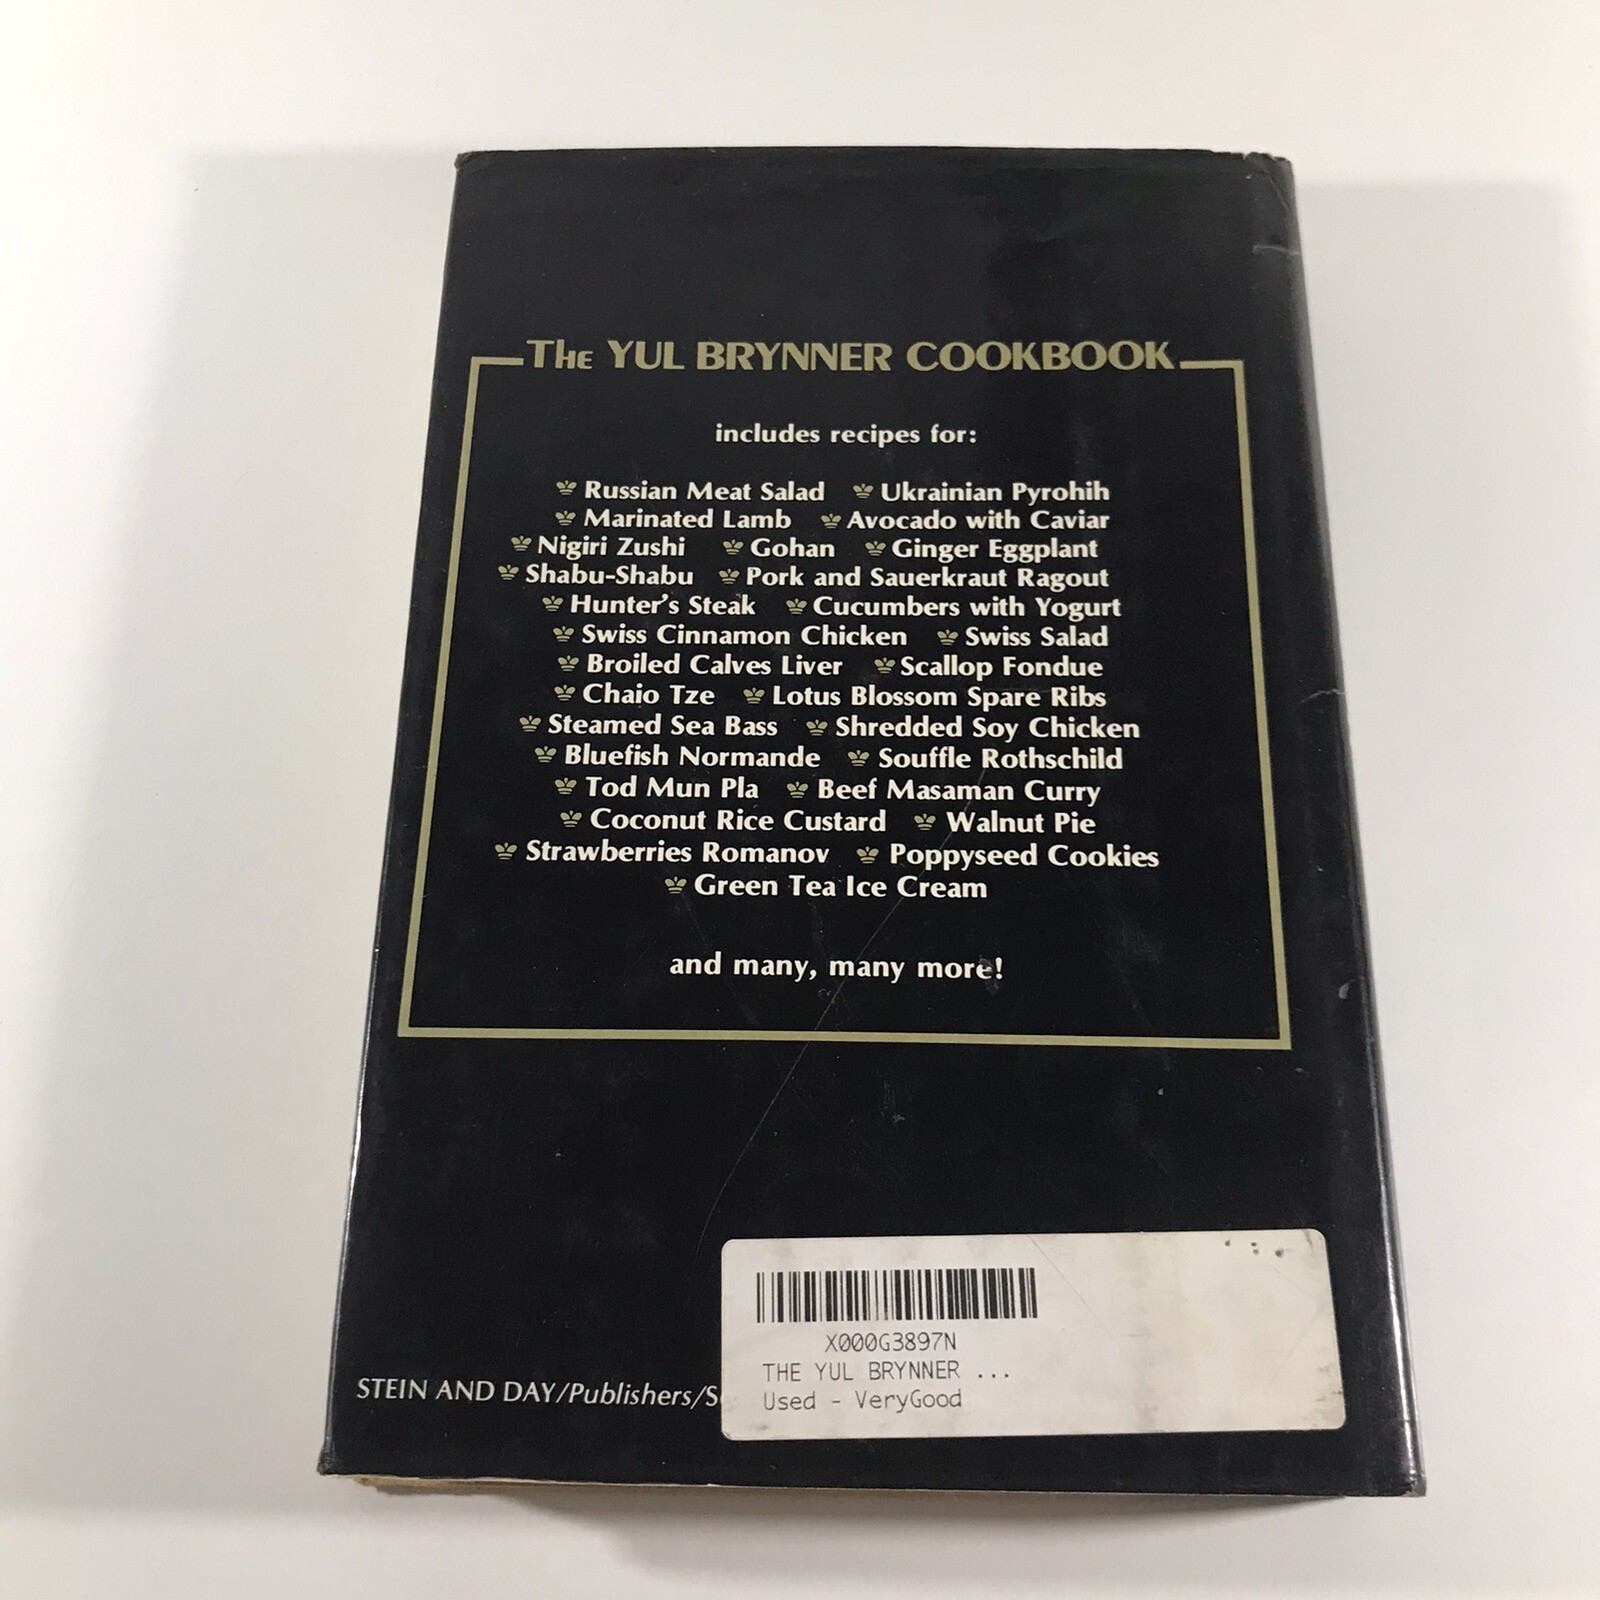 The YUL BRYNNER COOKBOOK
includes recipes for:
Russian Meat Salad Ukrainian Pyrohih
Marinated Lamb Avocado with Caviar
Nigiri Zushi Gohan Ginger Eggplant
Shabu-Shabu Pork and Sauerkraut Ragout
Hunter's Steak Cucumbers with Yogurt
Swiss Cinnamon Chicken Swiss Salad
Broiled Calves Liver Scallop Fondue
Chaio Tze Lotus Blossom Spare Ribs
Steamed Sea Bass Shredded Soy Chicken
Bluefish Normande Souffle Rothschild
Tod Mun Pla Beef Masaman Curry
Coconut Rice Custard Walnut Pie
Strawberries Romanov Poppyseed Cookies
Green Tea Ice Cream
and many, many more!
X000G3897N
THE YUL BRYNNER ...
Used - VeryGood
STEIN AND DAY/Publishers/